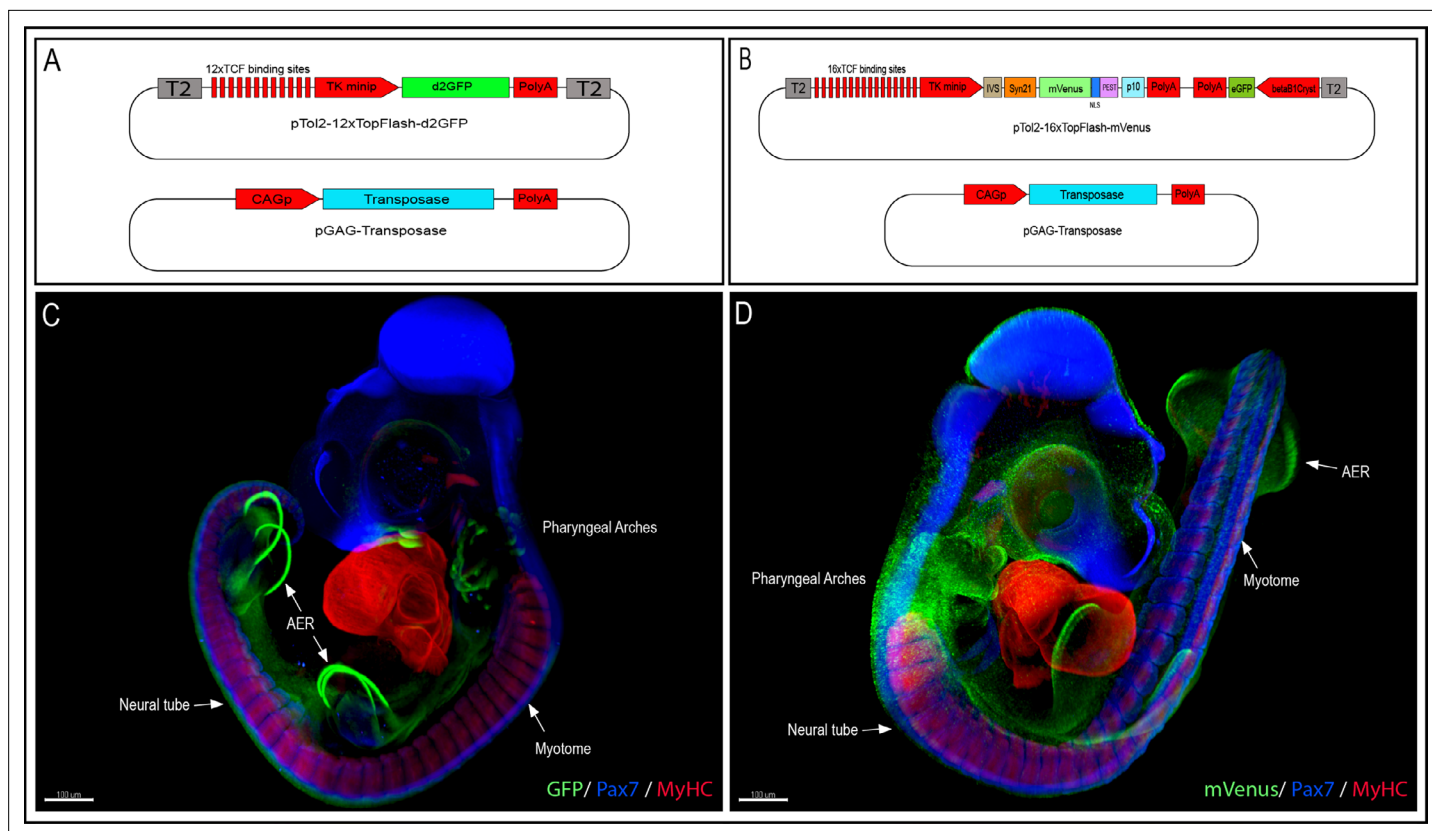 A
12xTCF binding sites
T2
TK minip
d2GFP
PolyA
T2
pTol2-12xTopFlash-d2GFP
CAGp
Transposase
PolyA
pGAG-Transposase
B
16xTCF binding sites
T2
TK minip
IVS
Syn21
mVenus
NLS
PEST
p10
PolyA
PolyA
eGFP
betaB1Cryst
T2
pTol2-16xTopFlash-mVenus
CAGp
Transposase
PolyA
pGAG-Transposase
C
Pharyngeal Arches
AER
Neural tube
Myotome
100 µm
GFP/ Pax7 / MyHC
D
AER
Pharyngeal Arches
Myotome
Neural tube
100 µm
mVenus/ Pax7 / MyHC